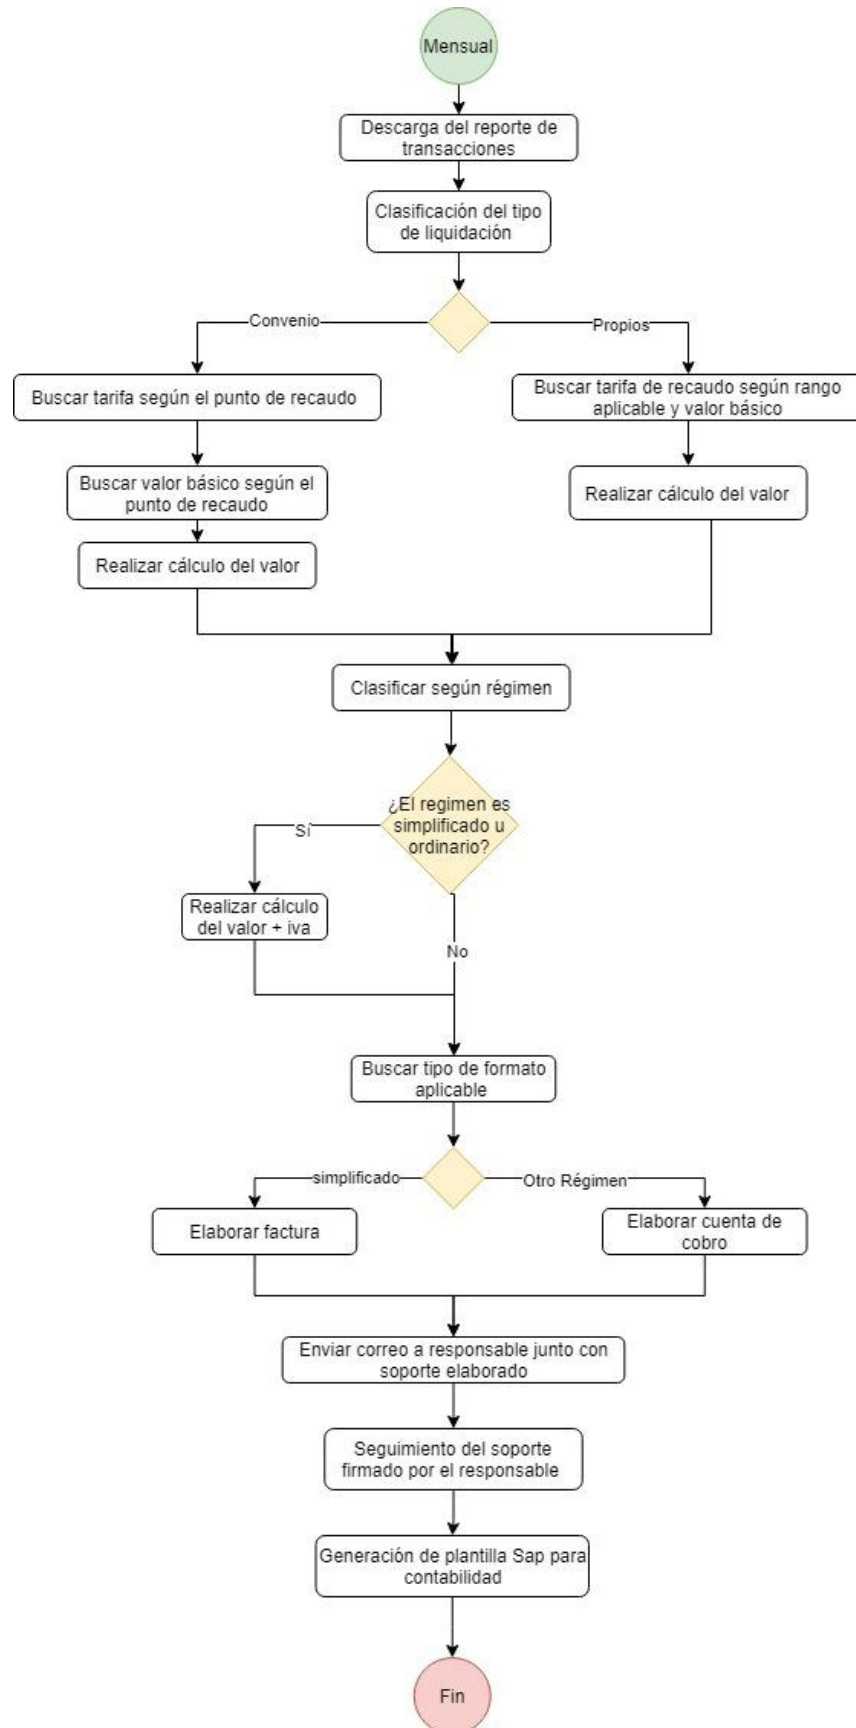 Mensual
Descarga del reporte de
transacciones
Clasificación del tipo
de liquidación
Convenio
Propios
Buscar tarifa según el punto de recaudo
Buscar tarifa de recaudo según rango
aplicable y valor básico
Buscar valor básico según el
punto de recaudo
Realizar cálculo del valor
Realizar cálculo del valor
Clasificar según régimen
¿El regimen es
simplificado u
ordinario?
Sí
Realizar cálculo
del valor + iva
No
Buscar tipo de formato
aplicable
simplificado
Otro Régimen
Elaborar factura
Elaborar cuenta de
cobro
Enviar correo a responsable junto con
soporte elaborado
Seguimiento del soporte
firmado por el responsable
Generación de plantilla Sap para
contabilidad
Fin